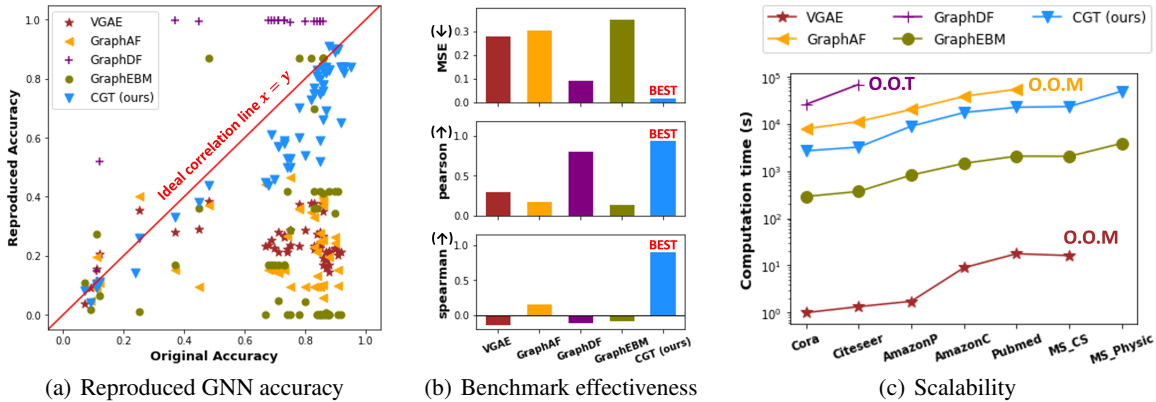 VGAE
GraphAF
GraphDF
GraphEBM
CGT (ours)
Ideal correlation line x = y
Reproduced Accuracy
1.0
0.8
0.6
0.4
0.2
0.0
0.0 0.2 0.4 0.6 0.8 1.0
Original Accuracy
(a) Reproduced GNN accuracy
MSE (↓)
0.3
0.2
0.1
0.0
BEST
pearson (↑)
1.0
0.5
0.0
BEST
spearman (↑)
1.0
0.5
0.0
BEST
VGAE GraphAF GraphDF GraphEBM CGT (ours)
(b) Benchmark effectiveness
VGAE GraphDF CGT (ours)
GraphAF GraphEBM
Computation time (s)
10⁵
10⁴
10³
10²
10¹
10⁰
O.O.T
O.O.M
O.O.M
Cora Citeseer AmazonP AmazonC Pubmed MS_CS MS_Physic
(c) Scalability